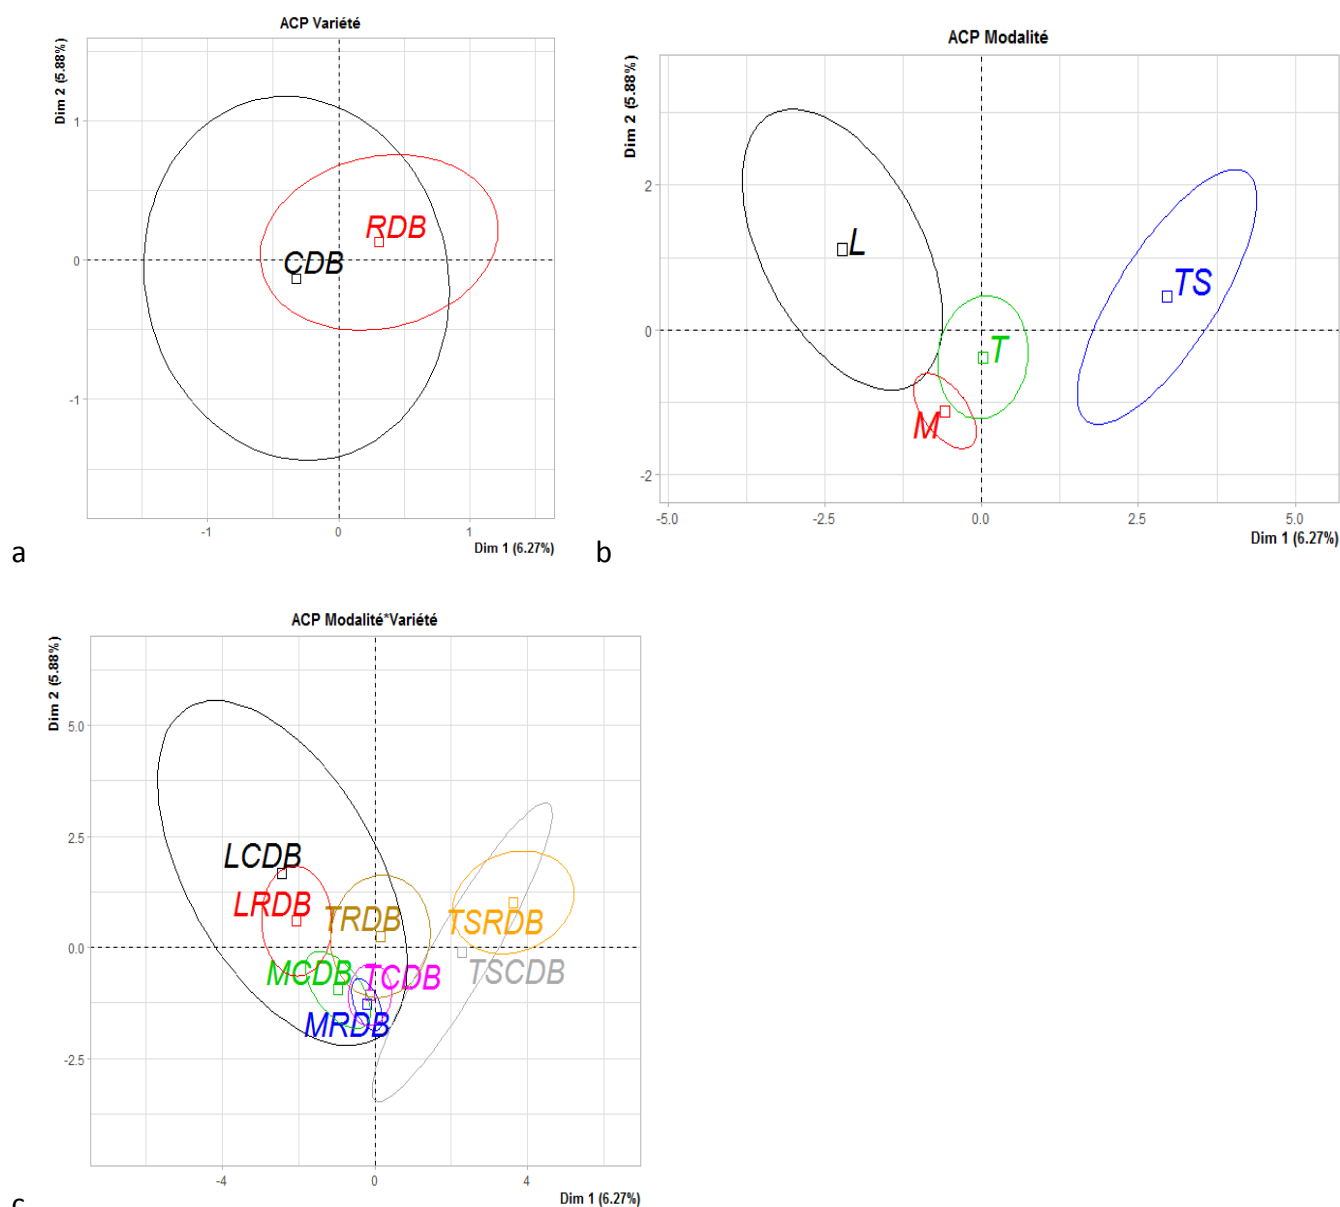 ACP Variété
Dim 2 (5.88%)
1
0
-1
RDB
CDB
-1
0
1
Dim 1 (6.27%)
a
ACP Modalité
Dim 2 (5.88%)
2
0
-2
L
TS
T
M
-5.0
-2.5
0.0
2.5
5.0
Dim 1 (6.27%)
b
ACP Modalité*Variété
Dim 2 (5.88%)
5.0
2.5
0.0
-2.5
LCDB
LRDB
TRDB
TSRDB
MCDB
TCDB
TSCDB
MRDB
-4
0
4
Dim 1 (6.27%)
c